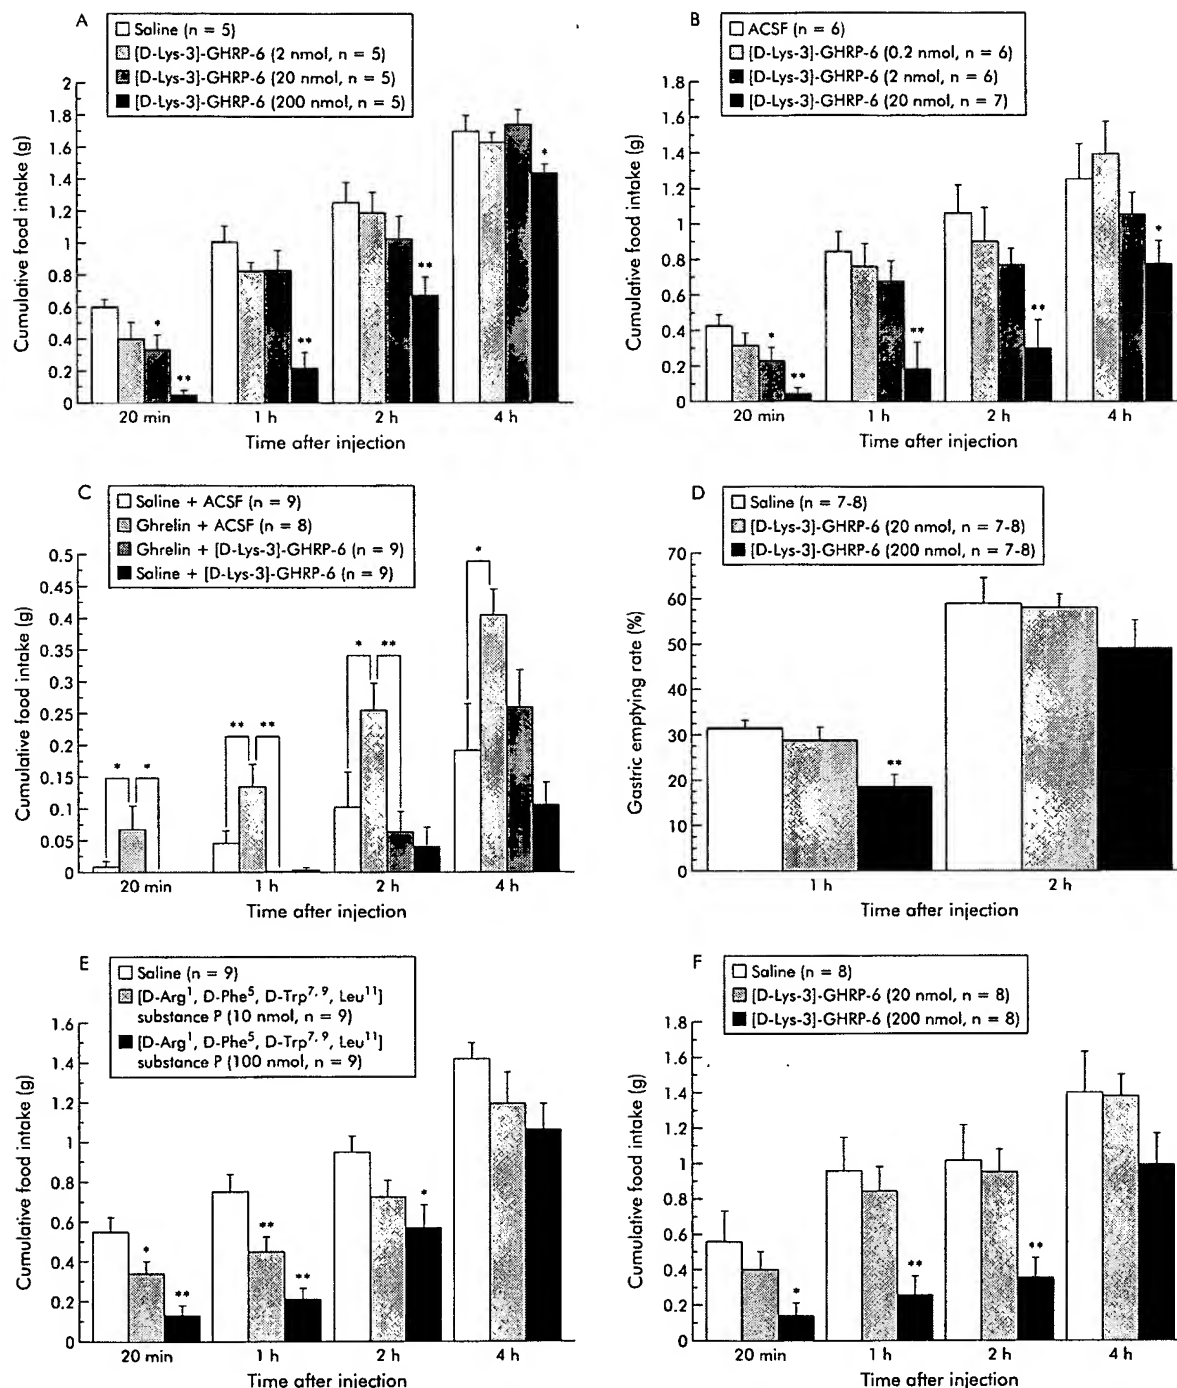 A
Saline (n = 5)
[D-Lys-3]-GHRP-6 (2 nmol, n = 5)
[D-Lys-3]-GHRP-6 (20 nmol, n = 5)
[D-Lys-3]-GHRP-6 (200 nmol, n = 5)
Cumulative food intake (g)
2
1.8
1.6
1.4
1.2
1
0.8
0.6
0.4
0.2
0
*
**
**
**
*
20 min 1 h 2 h 4 h
Time after injection
B
ACSF (n = 6)
[D-Lys-3]-GHRP-6 (0.2 nmol, n = 6)
[D-Lys-3]-GHRP-6 (2 nmol, n = 6)
[D-Lys-3]-GHRP-6 (20 nmol, n = 7)
Cumulative food intake (g)
1.8
1.6
1.4
1.2
1
0.8
0.6
0.4
0.2
0
*
**
**
**
*
20 min 1 h 2 h 4 h
Time after injection
C
Saline + ACSF (n = 9)
Ghrelin + ACSF (n = 8)
Ghrelin + [D-Lys-3]-GHRP-6 (n = 9)
Saline + [D-Lys-3]-GHRP-6 (n = 9)
Cumulative food intake (g)
0.5
0.45
0.4
0.35
0.3
0.25
0.2
0.15
0.1
0.05
0
* *
** **
* **
*
20 min 1 h 2 h 4 h
Time after injection
D
Saline (n = 7-8)
[D-Lys-3]-GHRP-6 (20 nmol, n = 7-8)
[D-Lys-3]-GHRP-6 (200 nmol, n = 7-8)
Gastric emptying rate (%)
70
60
50
40
30
20
10
0
**
1 h 2 h
Time after injection
E
Saline (n = 9)
[D-Arg1, D-Phe5, D-Trp7, 9, Leu11]
substance P (10 nmol, n = 9)
[D-Arg1, D-Phe5, D-Trp7, 9, Leu11]
substance P (100 nmol, n = 9)
Cumulative food intake (g)
1.6
1.4
1.2
1
0.8
0.6
0.4
0.2
0
*
**
**
**
*
20 min 1 h 2 h 4 h
Time after injection
F
Saline (n = 8)
[D-Lys-3]-GHRP-6 (20 nmol, n = 8)
[D-Lys-3]-GHRP-6 (200 nmol, n = 8)
Cumulative food intake (g)
1.8
1.6
1.4
1.2
1
0.8
0.6
0.4
0.2
0
*
**
**
20 min 1 h 2 h 4 h
Time after injection